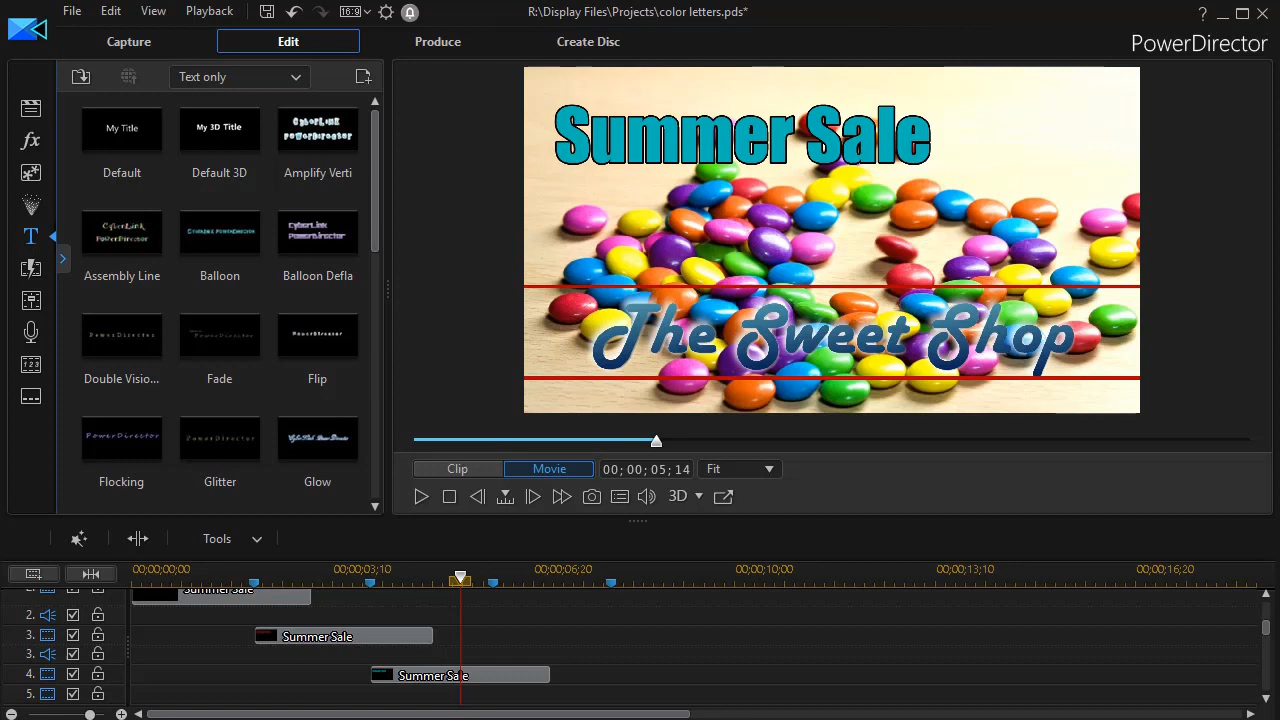 File Edit View Playback 16:9 R:\Display Files\Projects\color letters.pds* ?
Capture Edit Produce Create Disc
PowerDirector
Text only
My Title My 3D Title CyberLink PowerDirector
Default Default 3D Amplify Verti
CyberLink PowerDirector CyberLink PowerDirector CyberLink PowerDirector
Assembly Line Balloon Balloon Defla
PowerDirector PowerDirector
Double Visio... Fade Flip
PowerDirector PowerDirector CyberLink PowerDirector
Flocking Glitter Glow
Summer Sale
The Sweet Shop
Clip Movie 00; 00; 05; 14 Fit
3D
fx
T
Tools
00;00;00;00 00;00;03;10 00;00;06;20 00;00;10;00 00;00;13;10 00;00;16;20
2. Summer Sale
2.
3. Summer Sale
3.
4. Summer Sale
5.